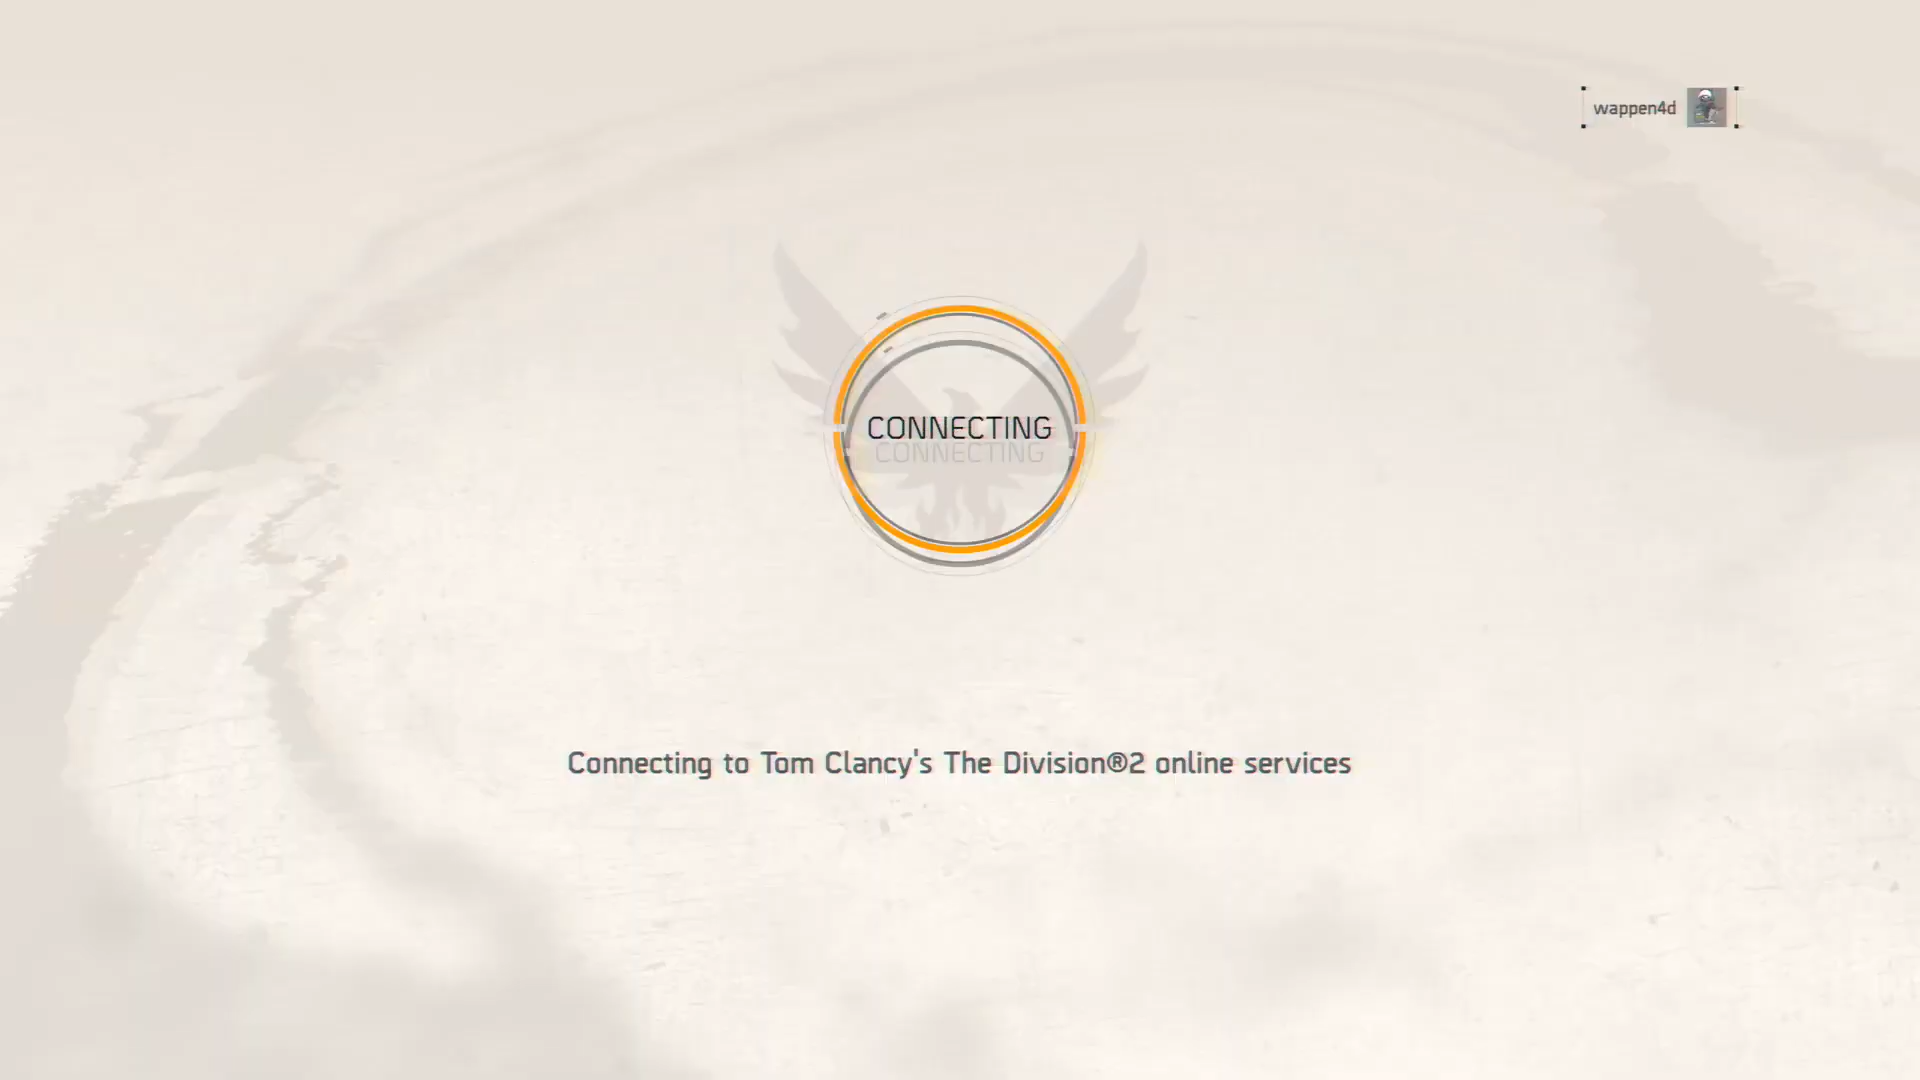 wappen4d
CONNECTING
CONNECTING
Connecting to Tom Clancy's The Division®2 online services